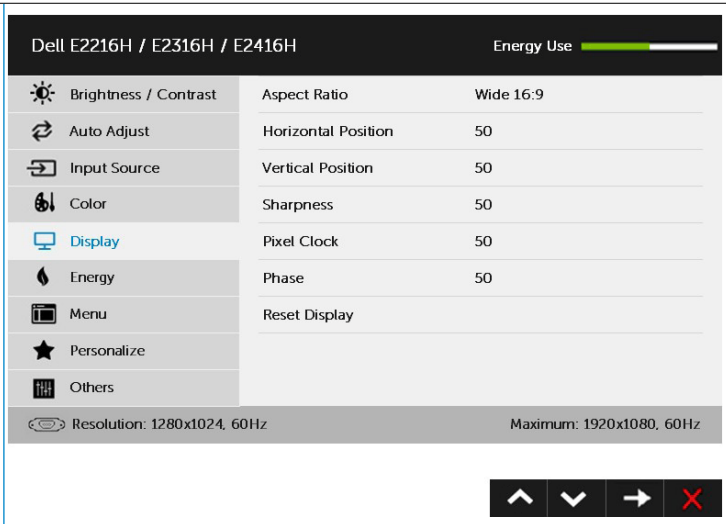 Dell E2216H / E2316H / E2416H Energy Use
Brightness / Contrast Aspect Ratio Wide 16:9
Auto Adjust Horizontal Position 50
Input Source Vertical Position 50
Color Sharpness 50
Display Pixel Clock 50
Energy Phase 50
Menu Reset Display
Personalize
Others
Resolution: 1280x1024, 60Hz Maximum: 1920x1080, 60Hz